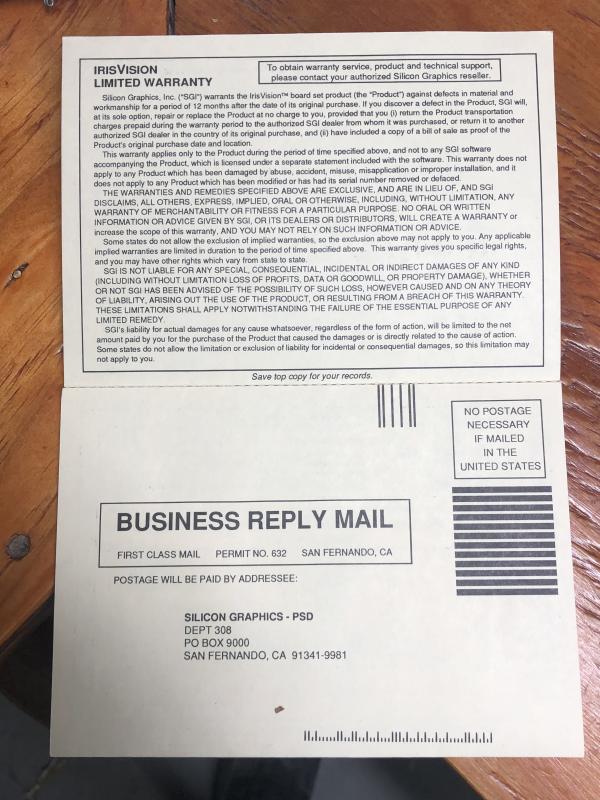 IRISVISION
LIMITED WARRANTY
To obtain warranty service, product and technical support,
please contact your authorized Silicon Graphics reseller.
Silicon Graphics, Inc. ("SGI") warrants the IrisVision™ board set product (the "Product") against defects in material and
workmanship for a period of 12 months after the date of its original purchase. If you discover a defect in the Product, SGI will,
at its sole option, repair or replace the Product at no charge to you, provided that you (i) return the Product transportation
charges prepaid during the warranty period to the authorized SGI dealer from whom it was purchased, or return it to another
authorized SGI dealer in the country of its original purchase, and (ii) have included a copy of a bill of sale as proof of the
Product's original purchase date and location.
This warranty applies only to the Product during the period of time specified above, and not to any SGI software
accompanying the Product, which is licensed under a separate statement included with the software. This warranty does not
apply to any Product which has been damaged by abuse, accident, misuse, misapplication or improper installation, and it
does not apply to any Product which has been modified or has had its serial number removed or defaced.
THE WARRANTIES AND REMEDIES SPECIFIED ABOVE ARE EXCLUSIVE, AND ARE IN LIEU OF, AND SGI
DISCLAIMS, ALL OTHERS, EXPRESS, IMPLIED, ORAL OR OTHERWISE, INCLUDING, WITHOUT LIMITATION, ANY
WARRANTY OF MERCHANTABILITY OR FITNESS FOR A PARTICULAR PURPOSE. NO ORAL OR WRITTEN
INFORMATION OR ADVICE GIVEN BY SGI, OR ITS DEALERS OR DISTRIBUTORS, WILL CREATE A WARRANTY or
increase the scope of this warranty, AND YOU MAY NOT RELY ON SUCH INFORMATION OR ADVICE.
Some states do not allow the exclusion of implied warranties, so the exclusion above may not apply to you. Any applicable
implied warranties are limited in duration to the period of time specified above. This warranty gives you specific legal rights,
and you may have other rights which vary from state to state.
SGI IS NOT LIABLE FOR ANY SPECIAL, CONSEQUENTIAL, INCIDENTAL OR INDIRECT DAMAGES OF ANY KIND
(INCLUDING WITHOUT LIMITATION LOSS OF PROFITS, DATA OR GOODWILL, OR PROPERTY DAMAGE), WHETHER
OR NOT SGI HAS BEEN ADVISED OF THE POSSIBILITY OF SUCH LOSS, HOWEVER CAUSED AND ON ANY THEORY
OF LIABILITY, ARISING OUT THE USE OF THE PRODUCT, OR RESULTING FROM A BREACH OF THIS WARRANTY.
THESE LIMITATIONS SHALL APPLY NOTWITHSTANDING THE FAILURE OF THE ESSENTIAL PURPOSE OF ANY
LIMITED REMEDY.
SGI's liability for actual damages for any cause whatsoever, regardless of the form of action, will be limited to the net
amount paid by you for the purchase of the Product that caused the damages or is directly related to the cause of action.
Some states do not allow the limitation or exclusion of liability for incidental or consequential damages, so this limitation may
not apply to you.
Save top copy for your records.
NO POSTAGE
NECESSARY
IF MAILED
IN THE
UNITED STATES
BUSINESS REPLY MAIL
FIRST CLASS MAIL PERMIT NO. 632 SAN FERNANDO, CA
POSTAGE WILL BE PAID BY ADDRESSEE:
SILICON GRAPHICS - PSD
DEPT 308
PO BOX 9000
SAN FERNANDO, CA 91341-9981